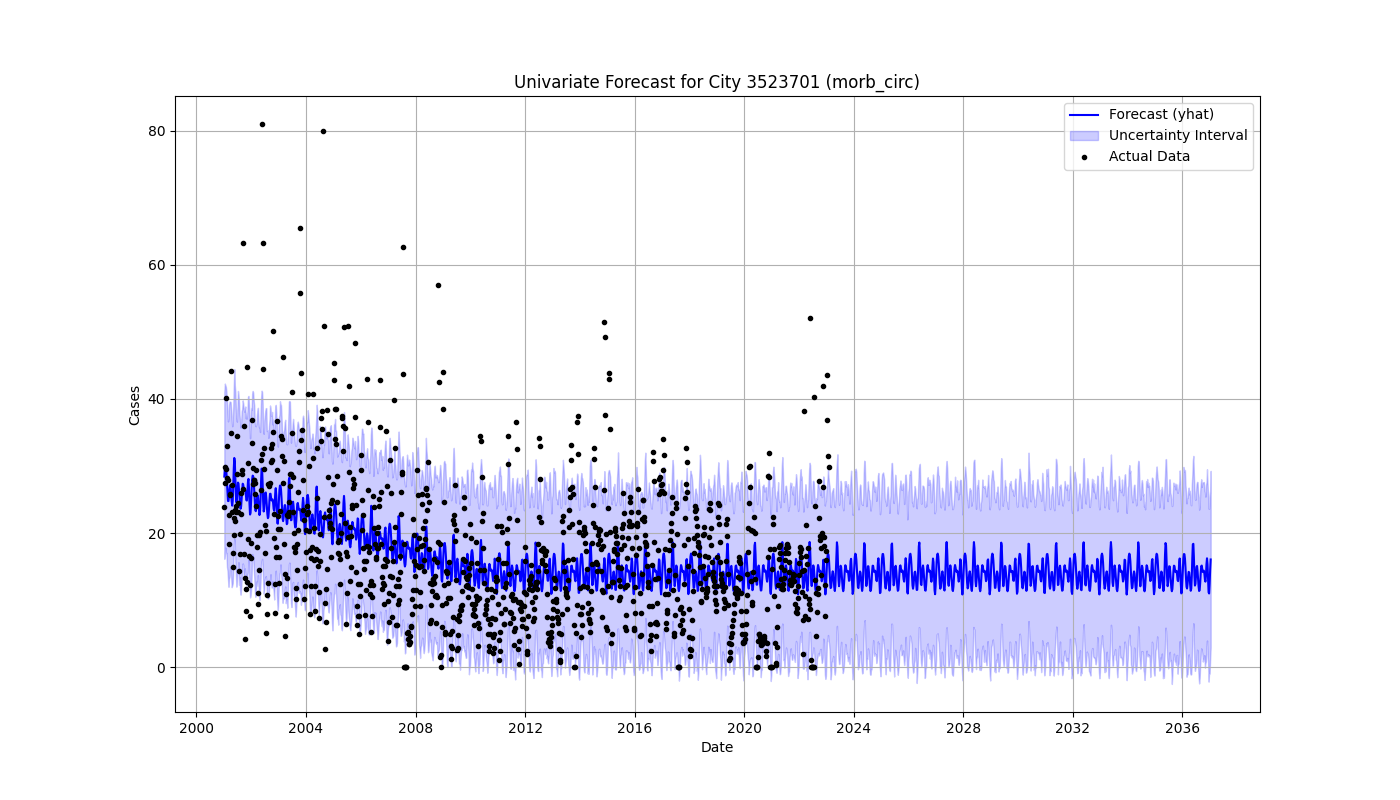 Univariate Forecast for City 3523701 (morb_circ)
Forecast (yhat)
Uncertainty Interval
Actual Data
Cases
80
60
40
20
0
2000 2004 2008 2012 2016 2020 2024 2028 2032 2036
Date